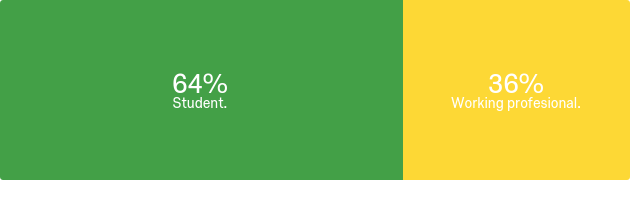 64%
Student.
36%
Working profesional.